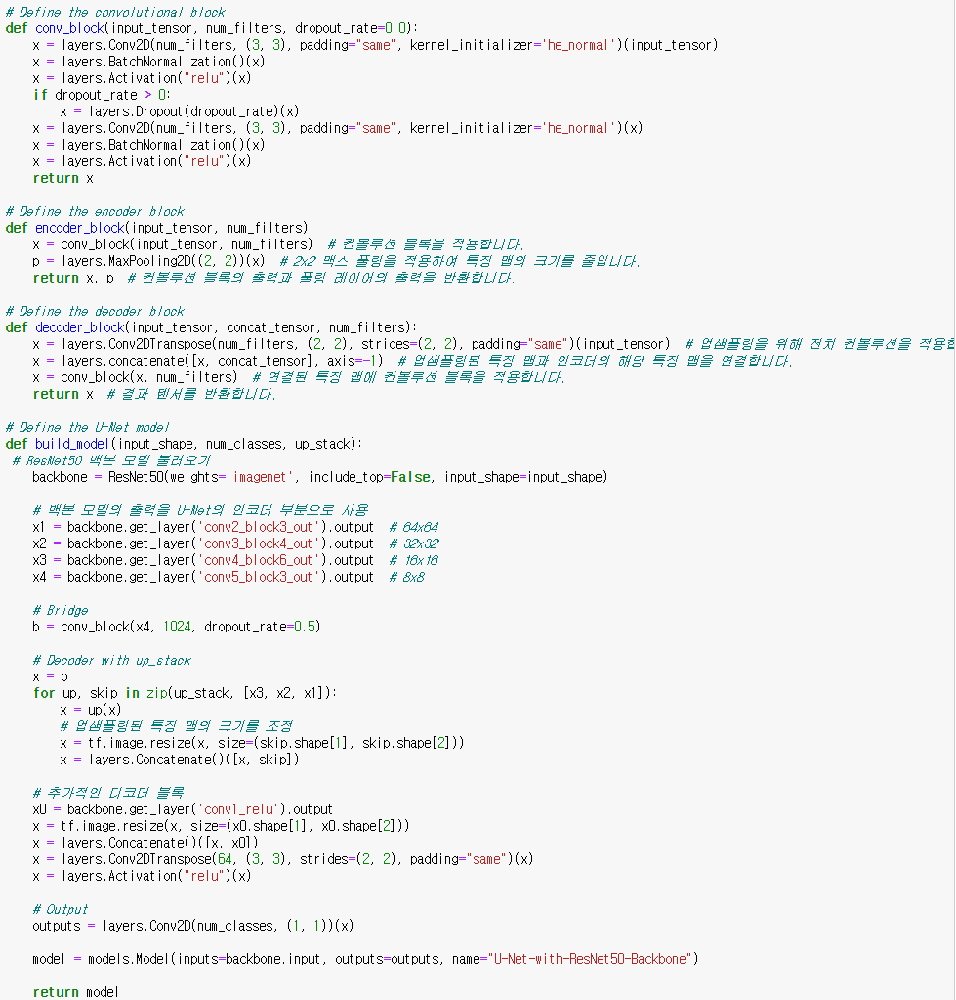 # Define the convolutional block
def conv_block(input_tensor, num_filters, dropout_rate=0.0):
    x = layers.Conv2D(num_filters, (3, 3), padding="same", kernel_initializer='he_normal')(input_tensor)
    x = layers.BatchNormalization()(x)
    x = layers.Activation("relu")(x)
    if dropout_rate > 0:
        x = layers.Dropout(dropout_rate)(x)
    x = layers.Conv2D(num_filters, (3, 3), padding="same", kernel_initializer='he_normal')(x)
    x = layers.BatchNormalization()(x)
    x = layers.Activation("relu")(x)
    return x

# Define the encoder block
def encoder_block(input_tensor, num_filters):
    x = conv_block(input_tensor, num_filters)  # 컨볼루션 블록을 적용합니다.
    p = layers.MaxPooling2D((2, 2))(x)  # 2x2 맥스 풀링을 적용하여 특징 맵의 크기를 줄입니다.
    return x, p  # 컨볼루션 블록의 출력과 풀링 레이어의 출력을 반환합니다.

# Define the decoder block
def decoder_block(input_tensor, concat_tensor, num_filters):
    x = layers.Conv2DTranspose(num_filters, (2, 2), strides=(2, 2), padding="same")(input_tensor)  # 업샘플링을 위해 전치 컨볼루션을 적용합
    x = layers.concatenate([x, concat_tensor], axis=-1)  # 업샘플링된 특징 맵과 인코더의 해당 특징 맵을 연결합니다.
    x = conv_block(x, num_filters)  # 연결된 특징 맵에 컨볼루션 블록을 적용합니다.
    return x  # 결과 텐서를 반환합니다.

# Define the U-Net model
def build_model(input_shape, num_classes, up_stack):
 # ResNet50 백본 모델 불러오기
    backbone = ResNet50(weights='imagenet', include_top=False, input_shape=input_shape)

    # 백본 모델의 출력을 U-Net의 인코더 부분으로 사용
    x1 = backbone.get_layer('conv2_block3_out').output  # 64x64
    x2 = backbone.get_layer('conv3_block4_out').output  # 32x32
    x3 = backbone.get_layer('conv4_block6_out').output  # 16x16
    x4 = backbone.get_layer('conv5_block3_out').output  # 8x8

    # Bridge
    b = conv_block(x4, 1024, dropout_rate=0.5)

    # Decoder with up_stack
    x = b
    for up, skip in zip(up_stack, [x3, x2, x1]):
        x = up(x)
        # 업샘플링된 특징 맵의 크기를 조정
        x = tf.image.resize(x, size=(skip.shape[1], skip.shape[2]))
        x = layers.Concatenate()([x, skip])

    # 추가적인 디코더 블록
    x0 = backbone.get_layer('conv1_relu').output
    x = tf.image.resize(x, size=(x0.shape[1], x0.shape[2]))
    x = layers.Concatenate()([x, x0])
    x = layers.Conv2DTranspose(64, (3, 3), strides=(2, 2), padding="same")(x)
    x = layers.Activation("relu")(x)

    # Output
    outputs = layers.Conv2D(num_classes, (1, 1))(x)

    model = models.Model(inputs=backbone.input, outputs=outputs, name="U-Net-with-ResNet50-Backbone")

    return model